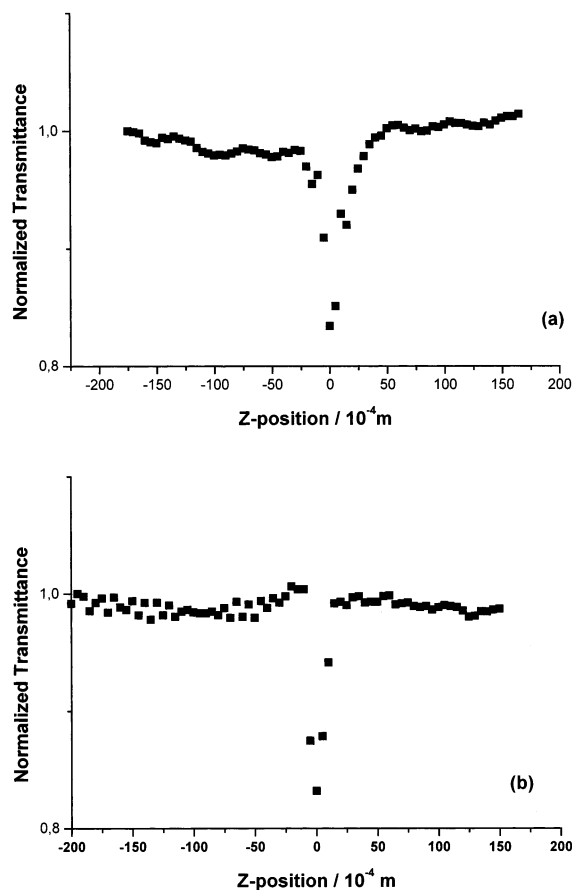 Normalized Transmittance
1,0
0,8
-200 -150 -100 -50 0 50 100 150 200
Z-position / 10⁻⁴m
(a)
Normalized Transmittance
1,0
0,8
-200 -150 -100 -50 0 50 100 150 200
Z-position / 10⁻⁴ m
(b)